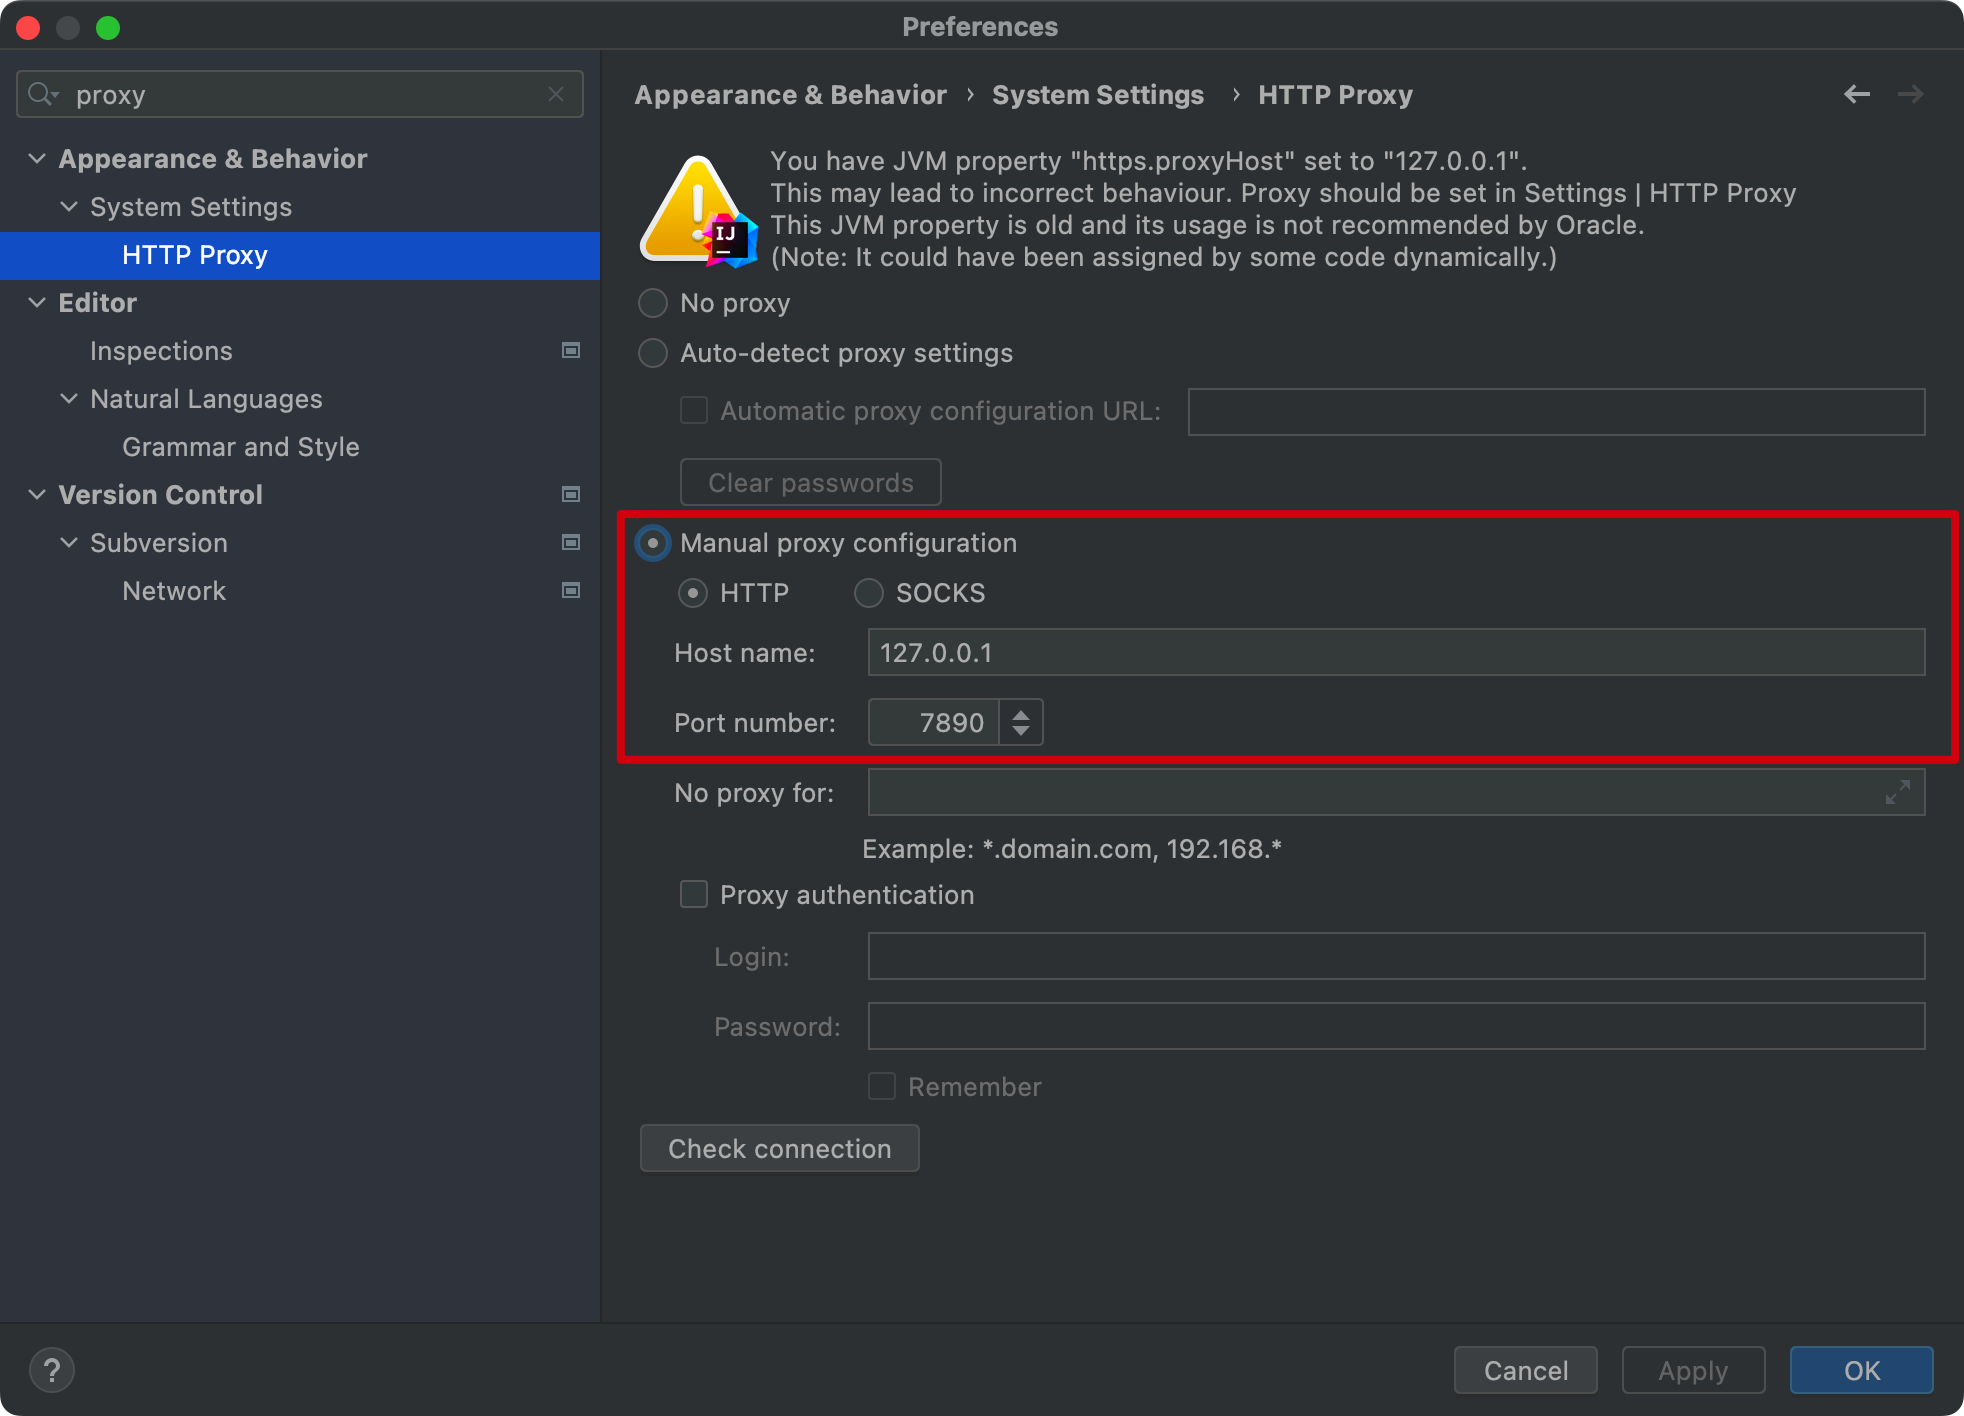 Preferences
proxy
Appearance & Behavior
System Settings
HTTP Proxy
Editor
Inspections
Natural Languages
Grammar and Style
Version Control
Subversion
Network
Appearance & Behavior › System Settings › HTTP Proxy
You have JVM property "https.proxyHost" set to "127.0.0.1".
This may lead to incorrect behaviour. Proxy should be set in Settings | HTTP Proxy
This JVM property is old and its usage is not recommended by Oracle.
(Note: It could have been assigned by some code dynamically.)
IJ
No proxy
Auto-detect proxy settings
Automatic proxy configuration URL:
Clear passwords
Manual proxy configuration
HTTP SOCKS
Host name: 127.0.0.1
Port number: 7890
No proxy for:
Example: *.domain.com, 192.168.*
Proxy authentication
Login:
Password:
Remember
Check connection
? Cancel Apply OK